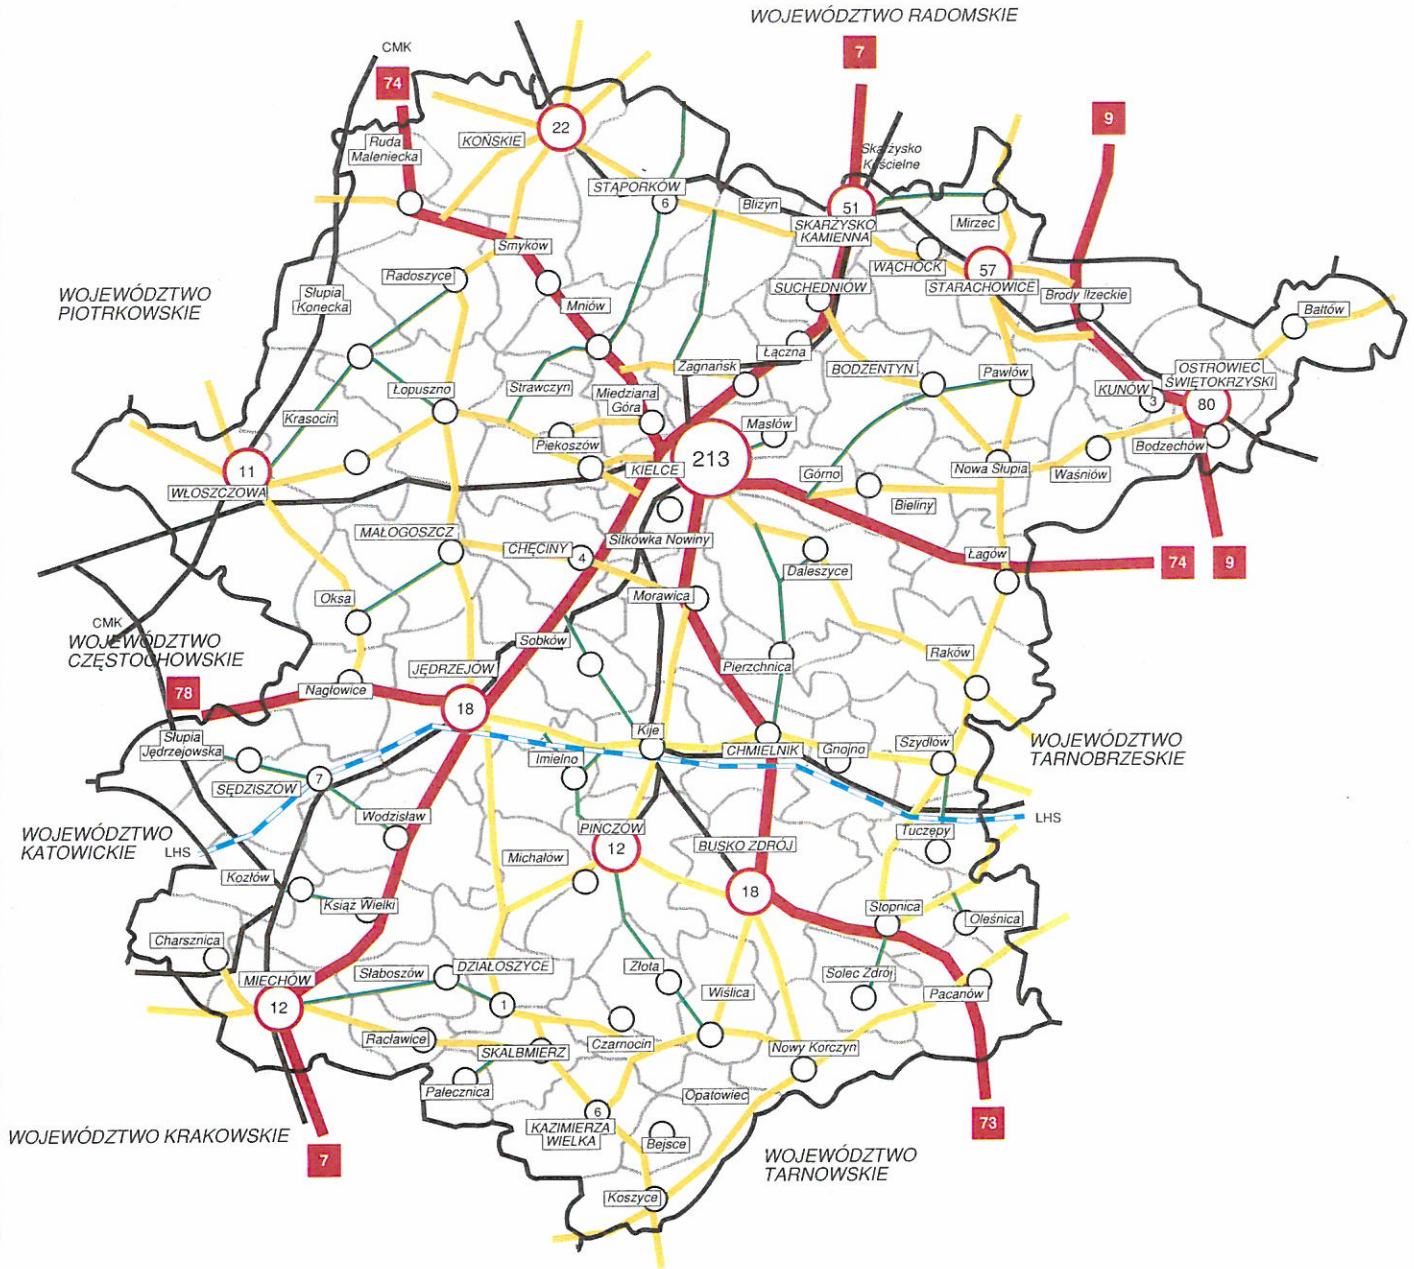 WOJEWÓDZTWO RADOMSKIE
CMK
7
74
9
22
KOŃSKIE
Ruda
Maleniecka
Skarżysko
Kościelne
STĄPORKÓW
6
Bliżyn
51
SKARŻYSKO
KAMIENNA
Mirzec
Smyków
WĄCHOCK
57
Radoszyce
SUCHEDNIÓW
STARACHOWICE
Brody Iłżeckie
Bałtów
WOJEWÓDZTWO
PIOTRKOWSKIE
Słupia
Konecka
Mniów
Łączna
Zagnańsk
BODZENTYN
Pawłów
OSTROWIEC
ŚWIĘTOKRZYSKI
Łopuszno
Strawczyn
Miedziana
Góra
KUNÓW
3
80
Krasocin
Masłów
Piekoszów
Bodzechów
11
KIELCE
213
Górno
Nowa Słupia
Waśniów
WŁOSZCZOWA
Bieliny
MAŁOGOSZCZ
CHĘCINY
4
Sitkówka Nowiny
Łagów
74
9
Daleszyce
Oksa
Morawica
CMK
WOJEWÓDZTWO
CZĘSTOCHOWSKIE
Sobków
Raków
JĘDRZEJÓW
Pierzchnica
78
Nagłowice
18
Słupia
Jędrzejowska
Kije
CHMIELNIK
Gnojno
Szydłów
WOJEWÓDZTWO
TARNOBRZESKIE
Imielno
7
SĘDZISZÓW
Wodzisław
LHS
WOJEWÓDZTWO
KATOWICKIE
LHS
PIŃCZÓW
12
BUSKO ZDRÓJ
Tuczępy
Michałów
Kozłów
18
Książ Wielki
Stopnica
Oleśnica
Charsznica
MIECHÓW
Słaboszów
DZIAŁOSZYCE
Złota
Solec Zdrój
Wiślica
Pacanów
12
1
Racławice
SKALBMIERZ
Czarnocin
Nowy Korczyn
Pałecznica
Opatowiec
6
KAZIMIERZA
WIELKA
Bejsce
73
WOJEWÓDZTWO KRAKOWSKIE
7
WOJEWÓDZTWO
TARNOWSKIE
Koszyce